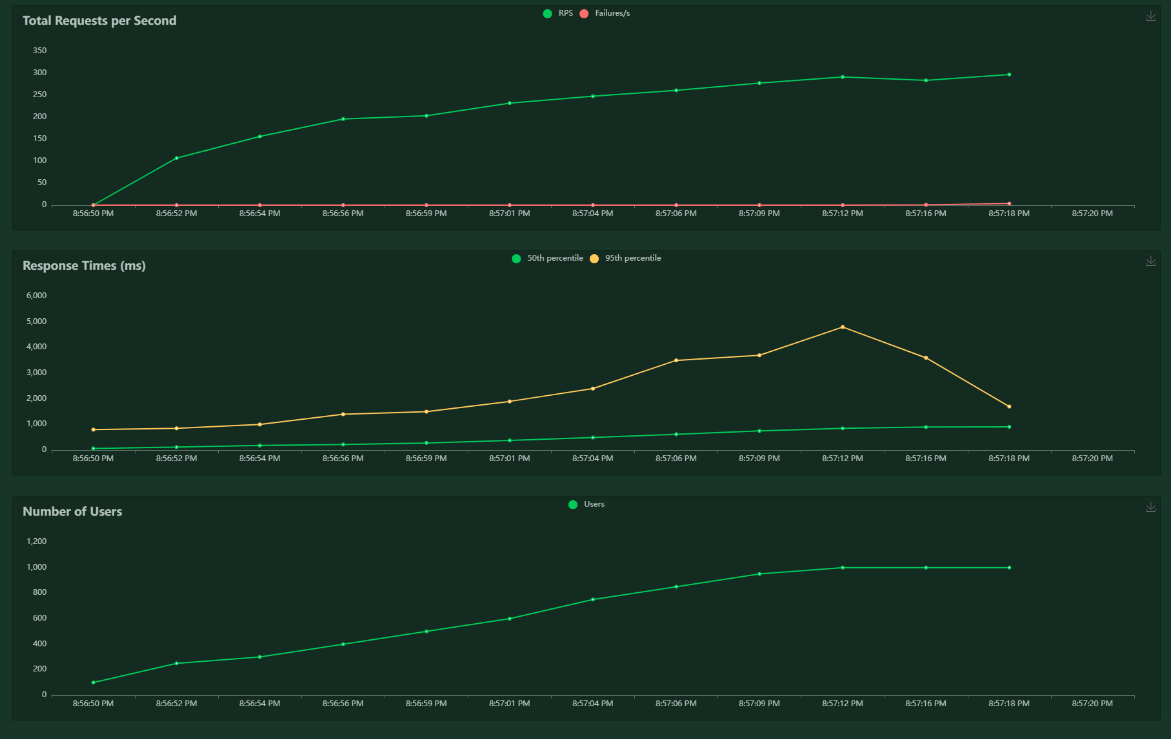 Total Requests per Second
RPS Failures/s
350
300
250
200
150
100
50
0
8:56:50 PM 8:56:52 PM 8:56:54 PM 8:56:56 PM 8:56:59 PM 8:57:01 PM 8:57:04 PM 8:57:06 PM 8:57:09 PM 8:57:12 PM 8:57:16 PM 8:57:18 PM 8:57:20 PM
Response Times (ms)
50th percentile 95th percentile
6,000
5,000
4,000
3,000
2,000
1,000
0
8:56:50 PM 8:56:52 PM 8:56:54 PM 8:56:56 PM 8:56:59 PM 8:57:01 PM 8:57:04 PM 8:57:06 PM 8:57:09 PM 8:57:12 PM 8:57:16 PM 8:57:18 PM 8:57:20 PM
Number of Users
Users
1,200
1,000
800
600
400
200
0
8:56:50 PM 8:56:52 PM 8:56:54 PM 8:56:56 PM 8:56:59 PM 8:57:01 PM 8:57:04 PM 8:57:06 PM 8:57:09 PM 8:57:12 PM 8:57:16 PM 8:57:18 PM 8:57:20 PM